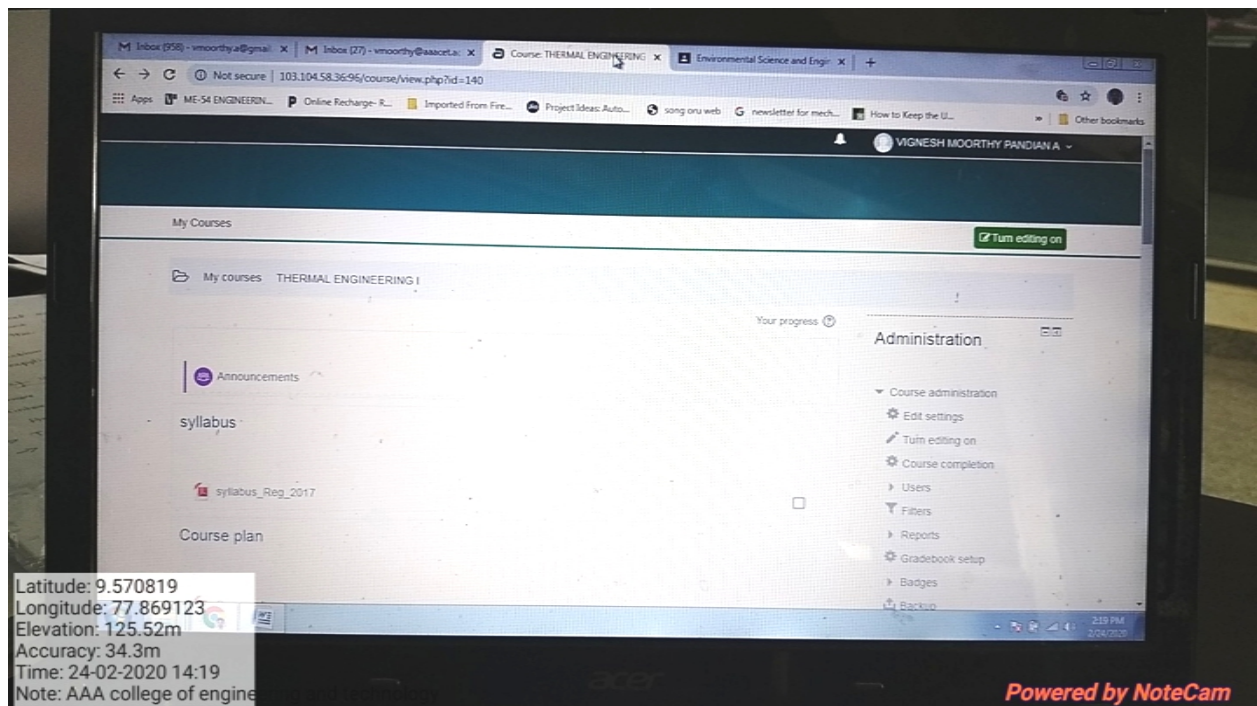 Inbox (958) - vmoorthy.a@gmail
Inbox (27) - vmoorthy@aaacet.a
Course: THERMAL ENGINEERING
Environmental Science and Engin
Not secure | 103.104.58.36:96/course/view.php?id=140
Apps
ME-54 ENGINEERIN...
Online Recharge- R...
Imported From Fire...
Project Ideas: Auto...
song oru web
newsletter for mech...
How to Keep the U...
Other bookmarks
VIGNESH MOORTHY PANDIAN A
My Courses
Turn editing on
My courses THERMAL ENGINEERING I
Your progress
Administration
Announcements
Course administration
syllabus
Edit settings
Turn editing on
Course completion
syllabus_Reg_2017
Users
Filters
Course plan
Reports
Gradebook setup
Badges
Backup
2:19 PM
2/24/2020
acer
Latitude: 9.570819
Longitude: 77.869123
Elevation: 125.52m
Accuracy: 34.3m
Time: 24-02-2020 14:19
Note: AAA college of engineering and technology
Powered by NoteCam